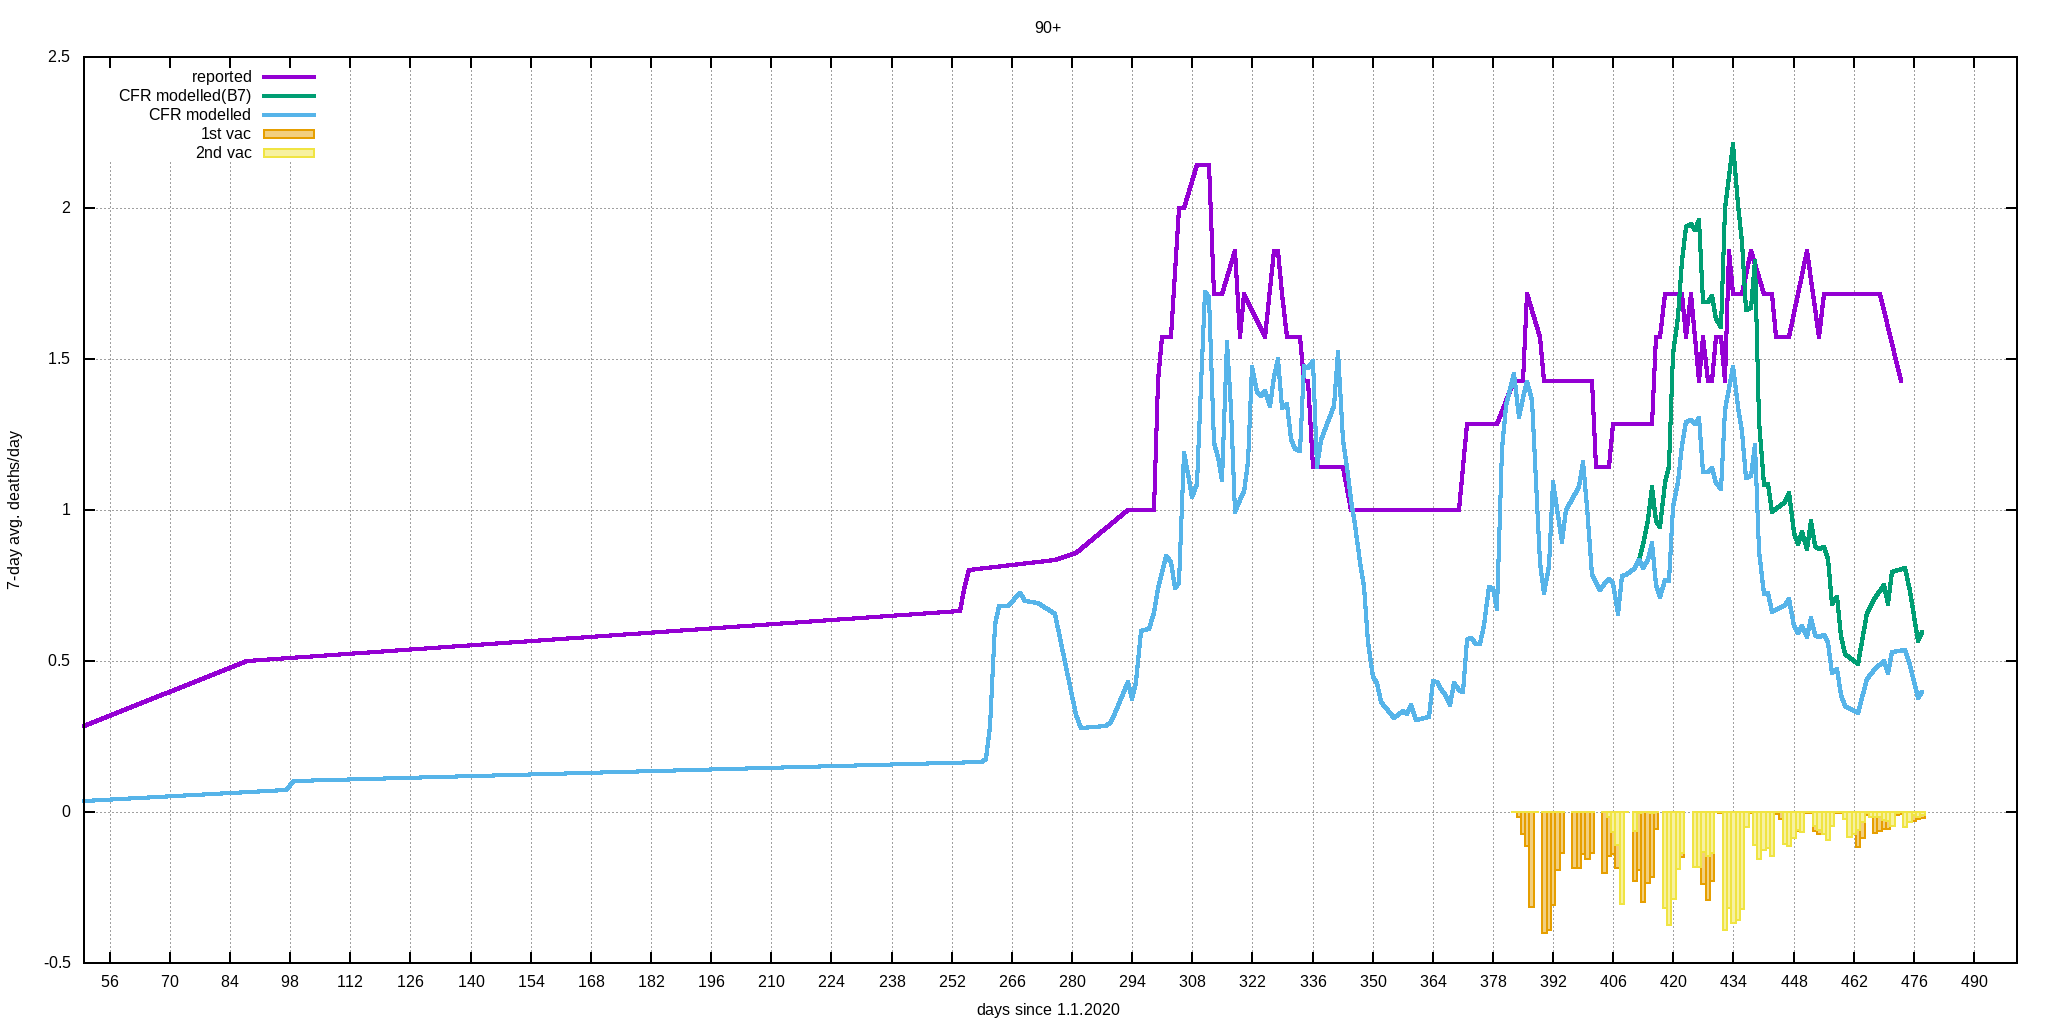 90+
2.5
2
1.5
1
0.5
0
-0.5
7-day avg. deaths/day
reported
CFR modelled(B7)
CFR modelled
1st vac
2nd vac
56 70 84 98 112 126 140 154 168 182 196 210 224 238 252 266 280 294 308 322 336 350 364 378 392 406 420 434 448 462 476 490
days since 1.1.2020